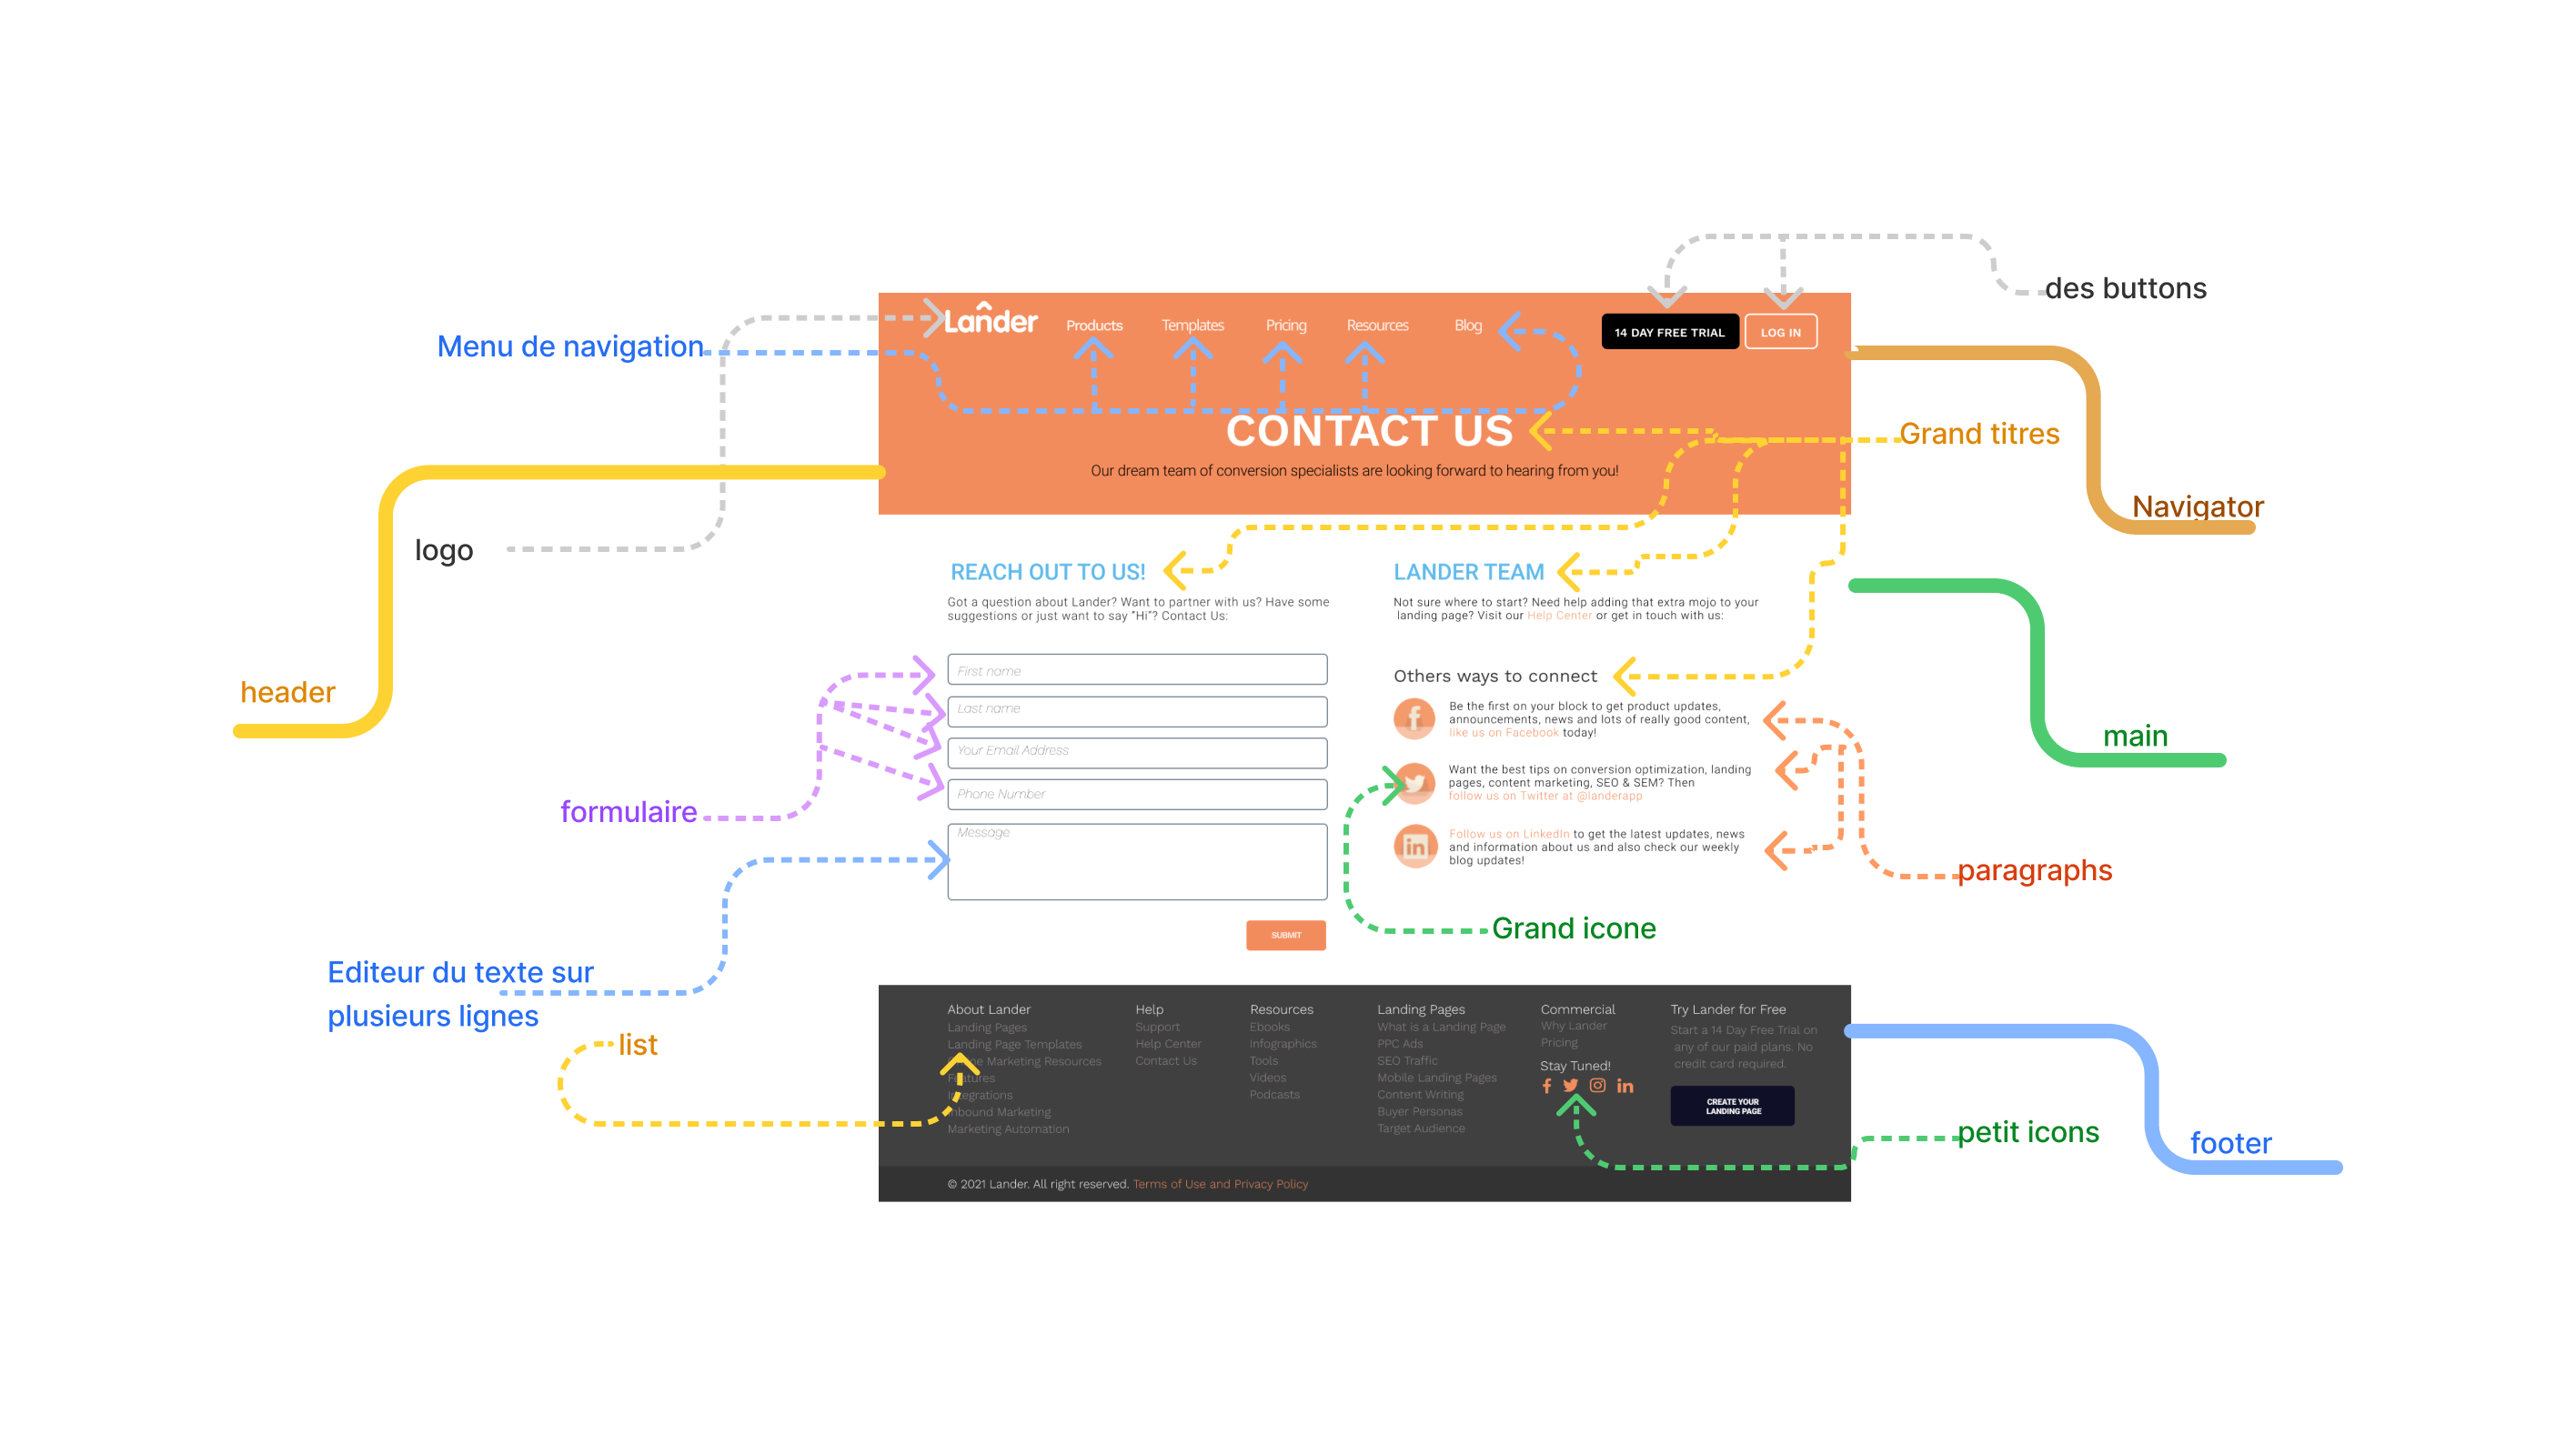 des buttons
Lander
Products
Templates
Pricing
Resources
Blog
14 DAY FREE TRIAL
LOG IN
Menu de navigation
CONTACT US
Grand titres
Our dream team of conversion specialists are looking forward to hearing from you!
Navigator
logo
REACH OUT TO US!
Got a question about Lander? Want to partner with us? Have some
suggestions or just want to say "Hi"? Contact Us:
LANDER TEAM
Not sure where to start? Need help adding that extra mojo to your
landing page? Visit our Help Center or get in touch with us:
header
First name
Last name
Your Email Address
Phone Number
Message
SUBMIT
Others ways to connect
Be the first on your block to get product updates,
announcements, news and lots of really good content,
like us on Facebook today!
Want the best tips on conversion optimization, landing
pages, content marketing, SEO & SEM? Then
follow us on Twitter at @landerapp
Follow us on LinkedIn to get the latest updates, news
and information about us and also check our weekly
blog updates!
main
formulaire
paragraphs
Grand icone
Editeur du texte sur
plusieurs lignes
list
About Lander
Landing Pages
Landing Page Templates
Marketing Resources
Features
Integrations
Inbound Marketing
Marketing Automation
Help
Support
Help Center
Contact Us
Resources
Ebooks
Infographics
Tools
Videos
Podcasts
Landing Pages
What is a Landing Page
PPC Ads
SEO Traffic
Mobile Landing Pages
Content Writing
Buyer Personas
Target Audience
Commercial
Why Lander
Pricing
Stay Tuned!
Try Lander for Free
Start a 14 Day Free Trial on
any of our paid plans. No
credit card required.
CREATE YOUR
LANDING PAGE
petit icons
footer
© 2021 Lander. All right reserved. Terms of Use and Privacy Policy